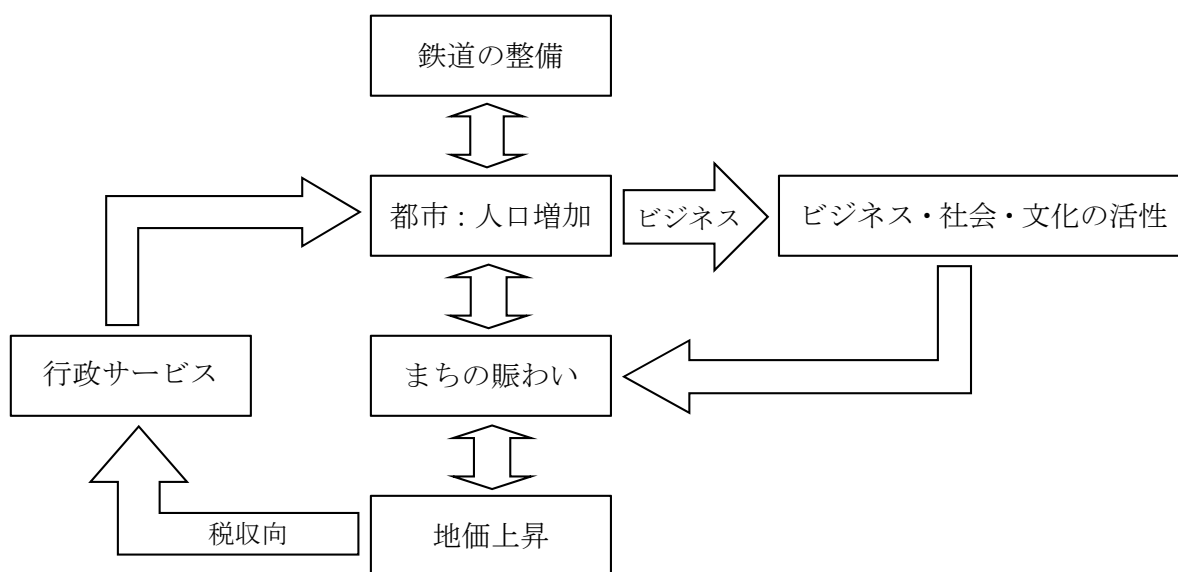 鉄道の整備
都市：人口増加
ビジネス
ビジネス・社会・文化の活性
行政サービス
まちの賑わい
税収向
地価上昇